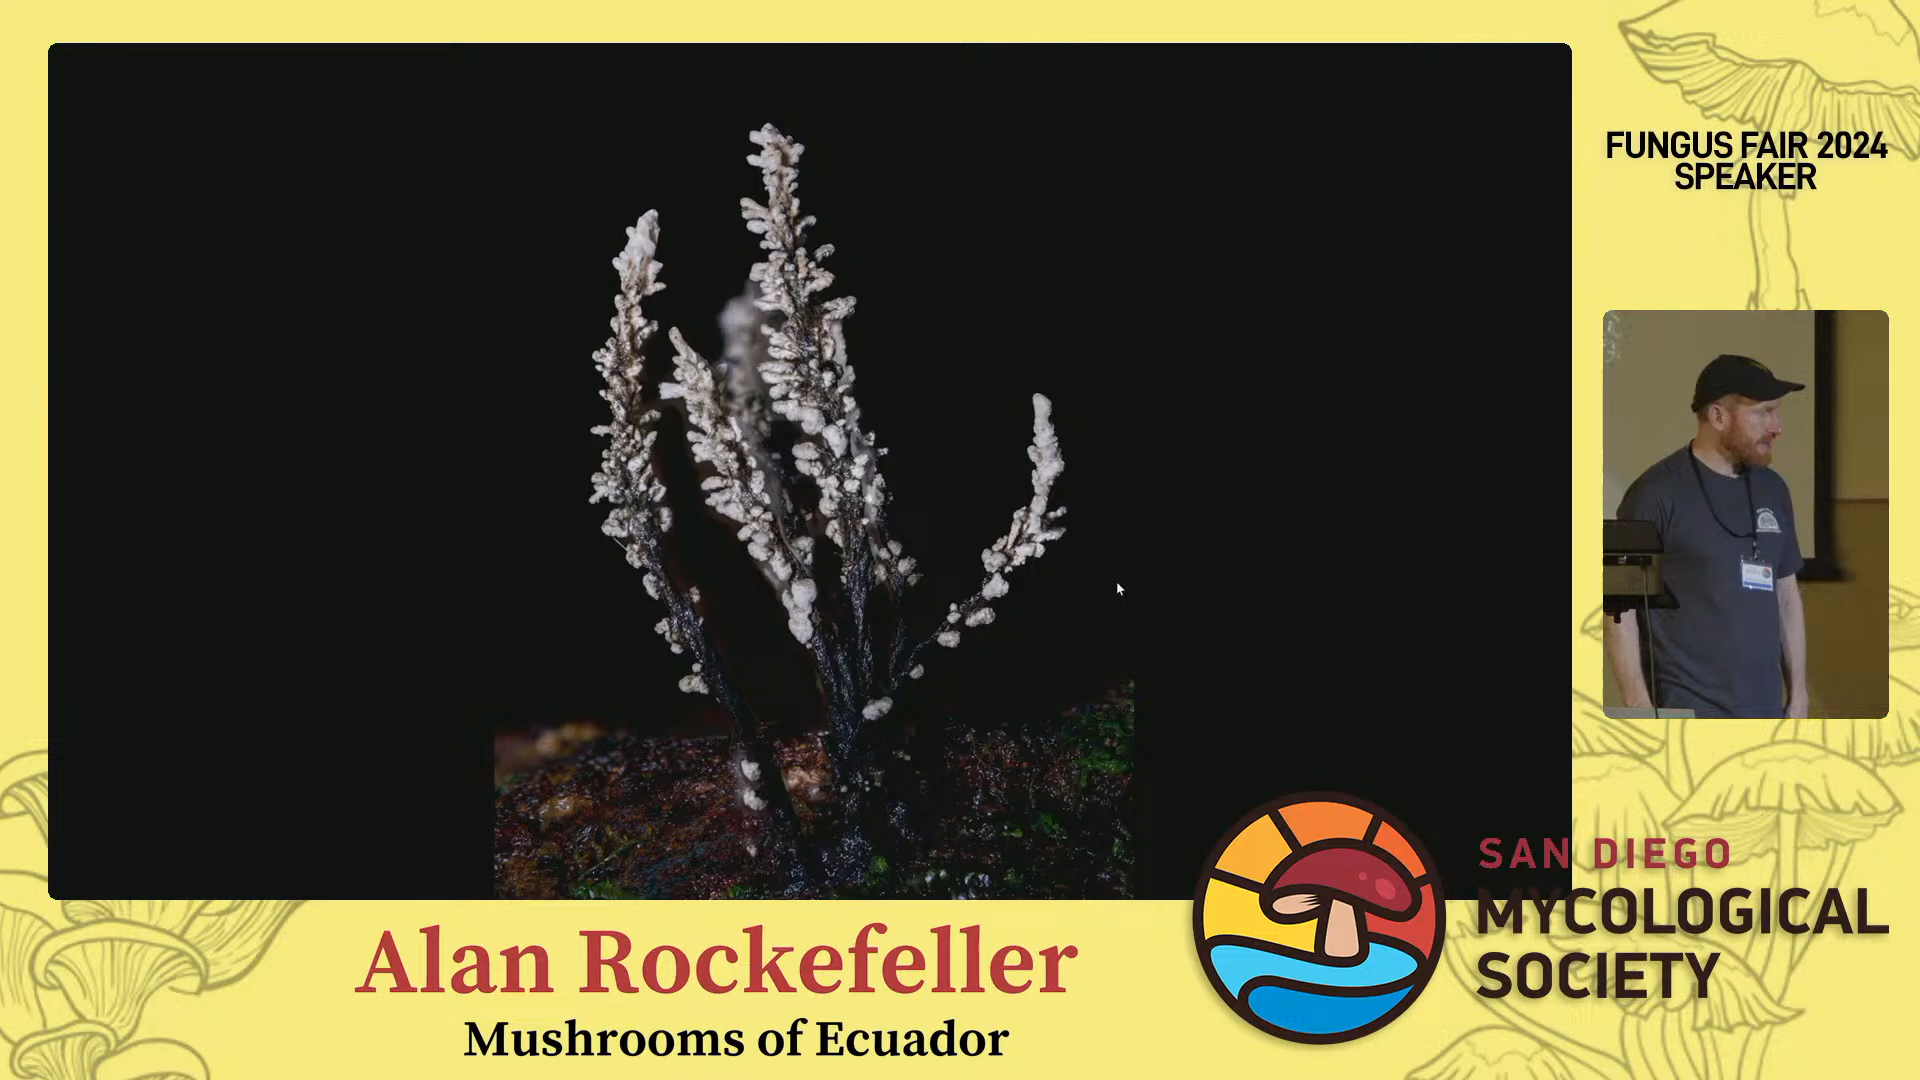 FUNGUS FAIR 2024
SPEAKER
SAN DIEGO
MYCOLOGICAL
SOCIETY
Alan Rockefeller
Mushrooms of Ecuador